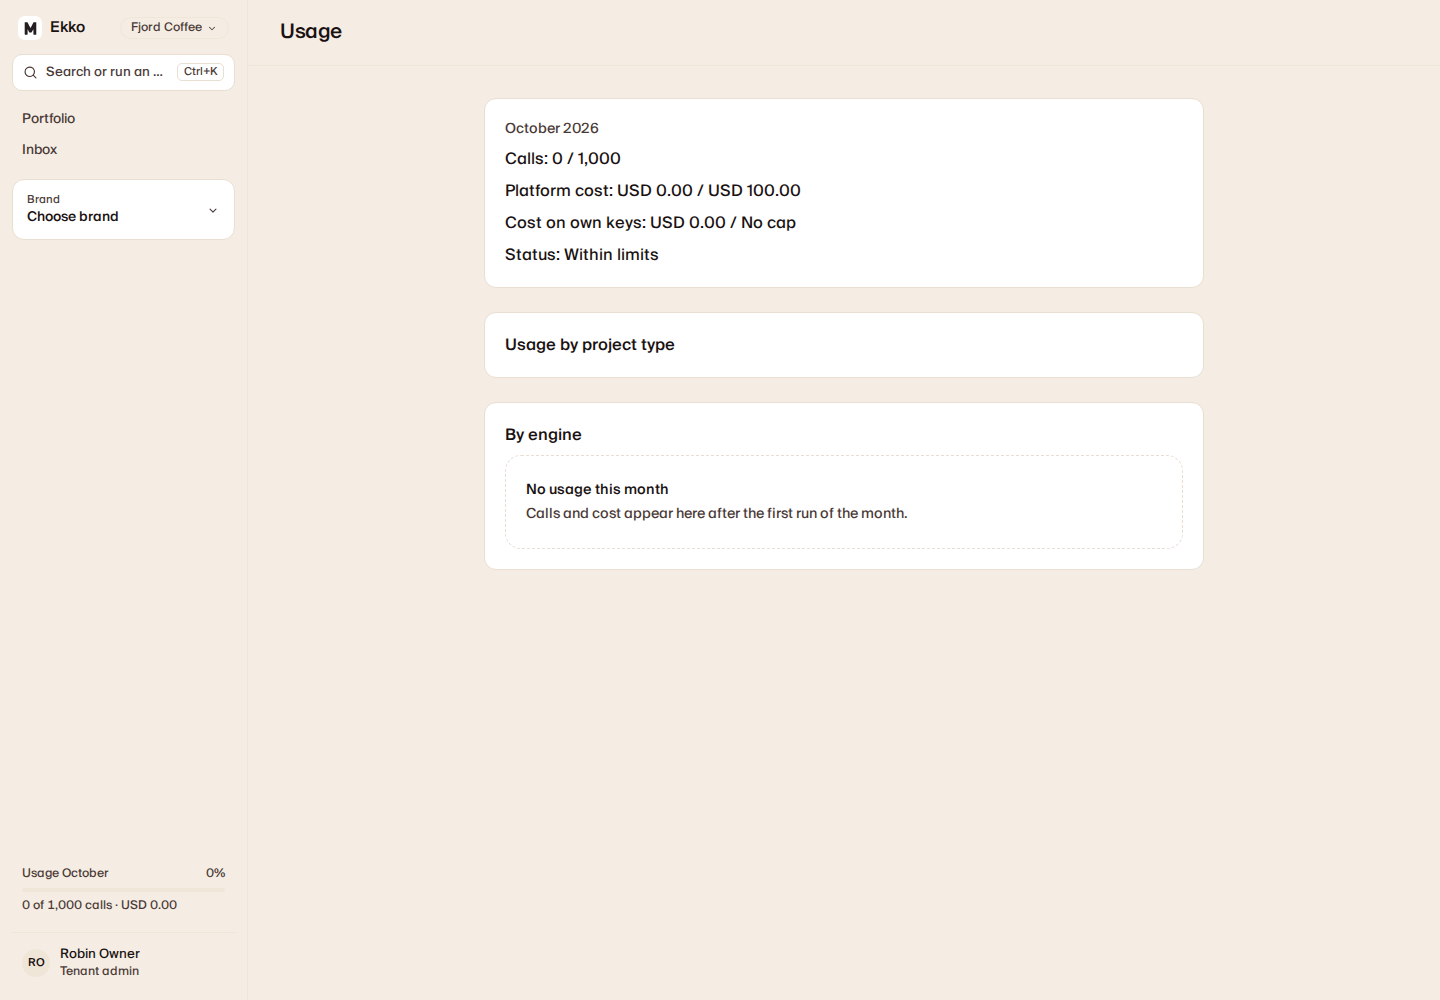 Ekko
Fjord Coffee
Search or run an ...
Ctrl+K
Portfolio
Inbox
Brand
Choose brand
Usage October
0%
0 of 1,000 calls · USD 0.00
RO
Robin Owner
Tenant admin
Usage
October 2026
Calls: 0 / 1,000
Platform cost: USD 0.00 / USD 100.00
Cost on own keys: USD 0.00 / No cap
Status: Within limits
Usage by project type
By engine
No usage this month
Calls and cost appear here after the first run of the month.